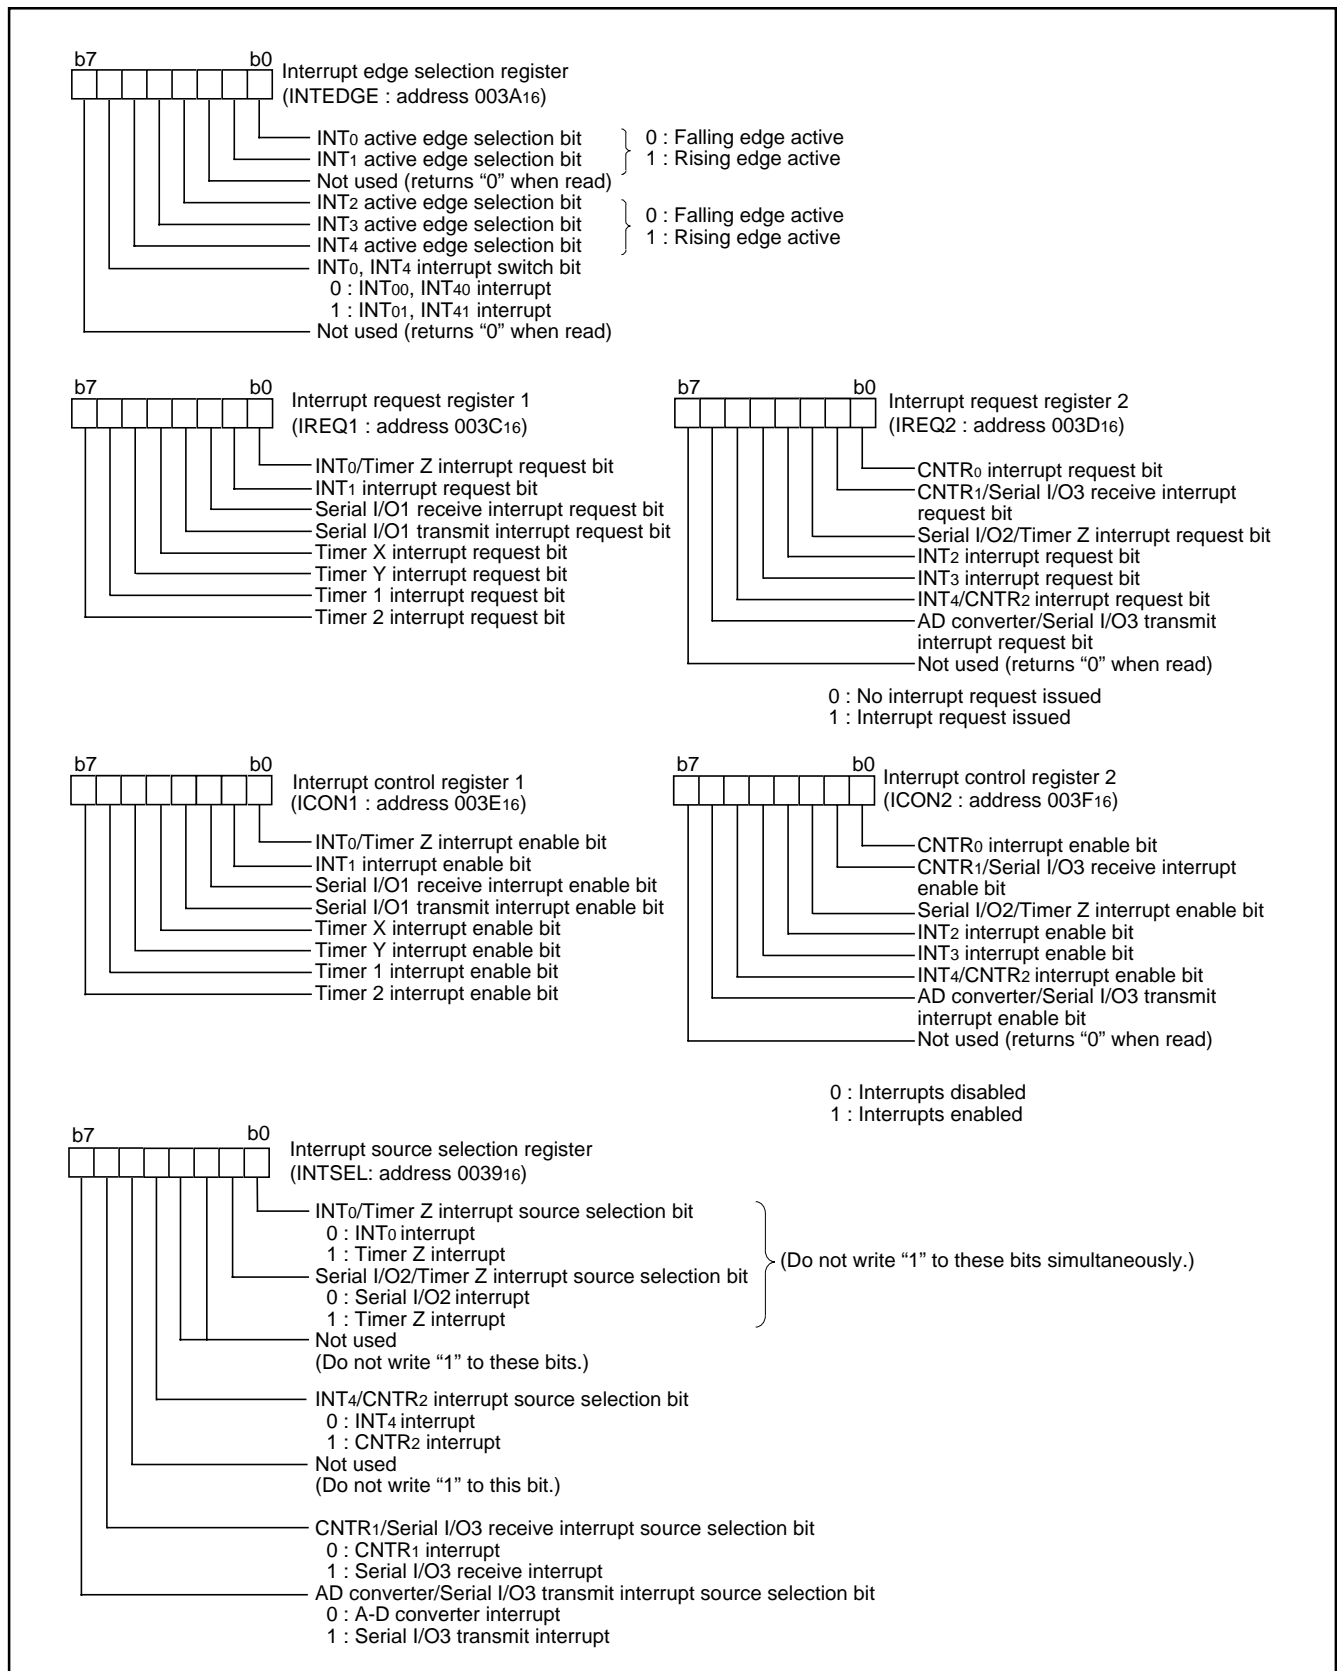 b7 b0
Interrupt edge selection register
(INTEDGE : address 003A16)
INT0 active edge selection bit
INT1 active edge selection bit
0 : Falling edge active
1 : Rising edge active
Not used (returns “0” when read)
INT2 active edge selection bit
INT3 active edge selection bit
INT4 active edge selection bit
0 : Falling edge active
1 : Rising edge active
INT0, INT4 interrupt switch bit
0 : INT00, INT40 interrupt
1 : INT01, INT41 interrupt
Not used (returns “0” when read)
b7 b0
Interrupt request register 1
(IREQ1 : address 003C16)
INT0/Timer Z interrupt request bit
INT1 interrupt request bit
Serial I/O1 receive interrupt request bit
Serial I/O1 transmit interrupt request bit
Timer X interrupt request bit
Timer Y interrupt request bit
Timer 1 interrupt request bit
Timer 2 interrupt request bit
b7 b0
Interrupt request register 2
(IREQ2 : address 003D16)
CNTR0 interrupt request bit
CNTR1/Serial I/O3 receive interrupt
request bit
Serial I/O2/Timer Z interrupt request bit
INT2 interrupt request bit
INT3 interrupt request bit
INT4/CNTR2 interrupt request bit
AD converter/Serial I/O3 transmit
interrupt request bit
Not used (returns “0” when read)
0 : No interrupt request issued
1 : Interrupt request issued
b7 b0
Interrupt control register 1
(ICON1 : address 003E16)
INT0/Timer Z interrupt enable bit
INT1 interrupt enable bit
Serial I/O1 receive interrupt enable bit
Serial I/O1 transmit interrupt enable bit
Timer X interrupt enable bit
Timer Y interrupt enable bit
Timer 1 interrupt enable bit
Timer 2 interrupt enable bit
b7 b0
Interrupt control register 2
(ICON2 : address 003F16)
CNTR0 interrupt enable bit
CNTR1/Serial I/O3 receive interrupt
enable bit
Serial I/O2/Timer Z interrupt enable bit
INT2 interrupt enable bit
INT3 interrupt enable bit
INT4/CNTR2 interrupt enable bit
AD converter/Serial I/O3 transmit
interrupt enable bit
Not used (returns “0” when read)
0 : Interrupts disabled
1 : Interrupts enabled
b7 b0
Interrupt source selection register
(INTSEL: address 003916)
INT0/Timer Z interrupt source selection bit
0 : INT0 interrupt
1 : Timer Z interrupt
Serial I/O2/Timer Z interrupt source selection bit
0 : Serial I/O2 interrupt
1 : Timer Z interrupt
(Do not write “1” to these bits simultaneously.)
Not used
(Do not write “1” to these bits.)
INT4/CNTR2 interrupt source selection bit
0 : INT4 interrupt
1 : CNTR2 interrupt
Not used
(Do not write “1” to this bit.)
CNTR1/Serial I/O3 receive interrupt source selection bit
0 : CNTR1 interrupt
1 : Serial I/O3 receive interrupt
AD converter/Serial I/O3 transmit interrupt source selection bit
0 : A-D converter interrupt
1 : Serial I/O3 transmit interrupt